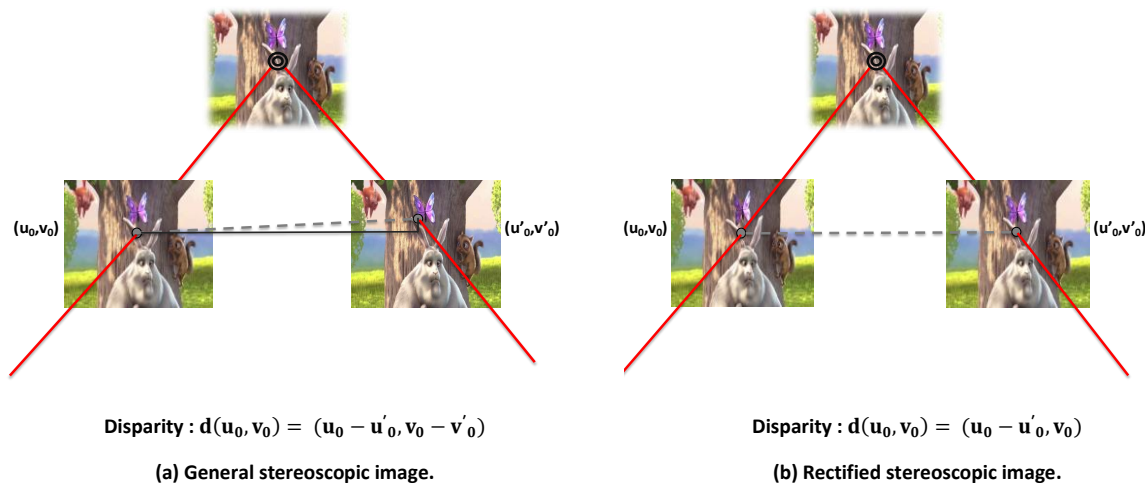 (u₀,v₀)
(u'₀,v'₀)
Disparity : d(u₀, v₀) = (u₀ − u'₀, v₀ − v'₀)
(a) General stereoscopic image.
(u₀,v₀)
(u'₀,v'₀)
Disparity : d(u₀, v₀) = (u₀ − u'₀, v₀)
(b) Rectified stereoscopic image.